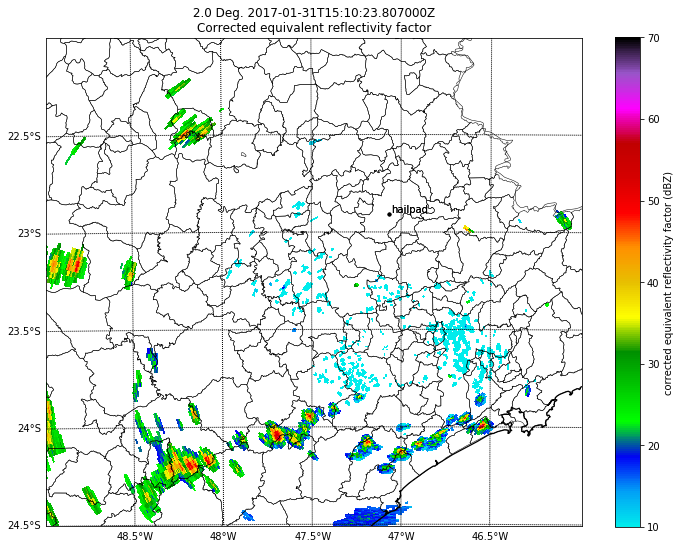 2.0 Deg. 2017-01-31T15:10:23.807000Z
Corrected equivalent reflectivity factor
70
60
50
40
30
20
10
corrected equivalent reflectivity factor (dBZ)
22.5°S
23°S
23.5°S
24°S
24.5°S
hailpad
48.5°W
48°W
47.5°W
47°W
46.5°W